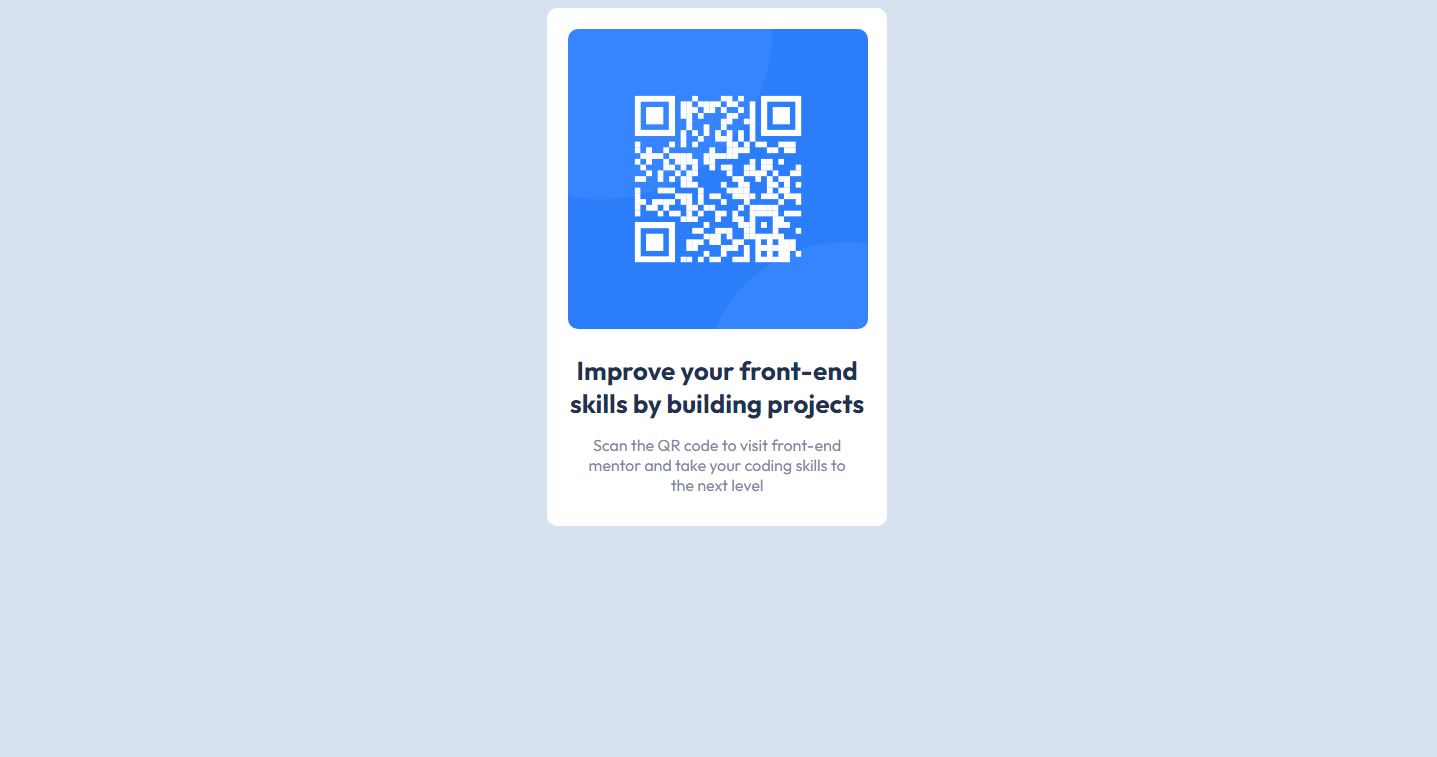 Improve your front-end
skills by building projects
Scan the QR code to visit front-end
mentor and take your coding skills to
the next level